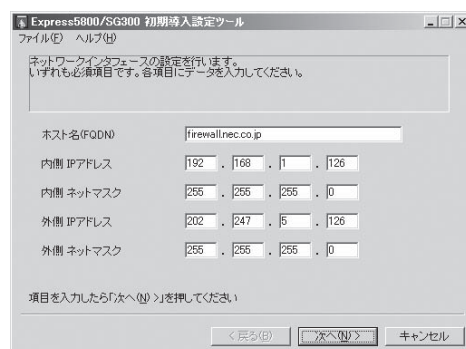 Express5800/SG300 初期導入設定ツール
ファイル(F) ヘルプ(H)
ネットワークインタフェースの設定を行います。
いずれも必須項目です。各項目にデータを入力してください。
ホスト名(FQDN) firewall.nec.co.jp
内側 IPアドレス 192 . 168 . 1 . 126
内側 ネットマスク 255 . 255 . 255 . 0
外側 IPアドレス 202 . 247 . 5 . 126
外側 ネットマスク 255 . 255 . 255 . 0
項目を入力したら「次へ(N) >」を押してください
< 戻る(B) 次へ(N) > キャンセル